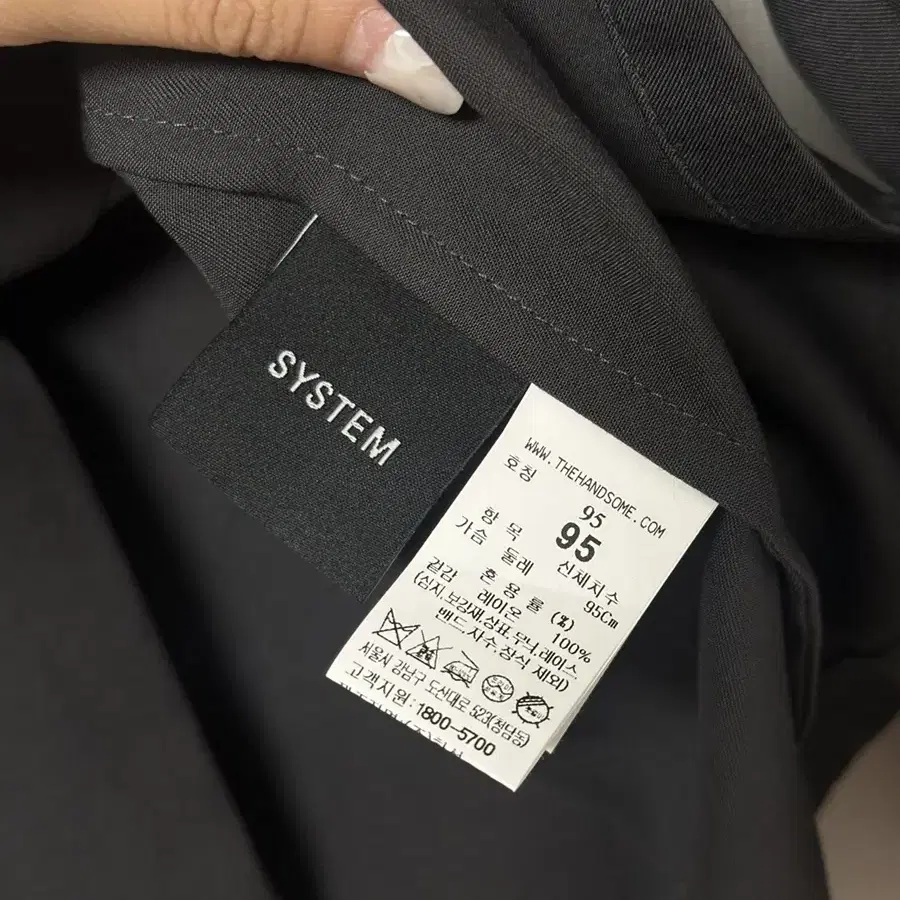 SYSTEM
WWW.THEHANDSOME.COM
호칭
95
95
항목 신체치수
가슴둘레 95Cm
겉감 혼용률 (%)
레이온 100%
(심지,보강재,상표,무늬,레이스,
밴드,사수,장식 제외)
서울시 강남구 도산대로 523(청담동)
고객지원:1800-5700